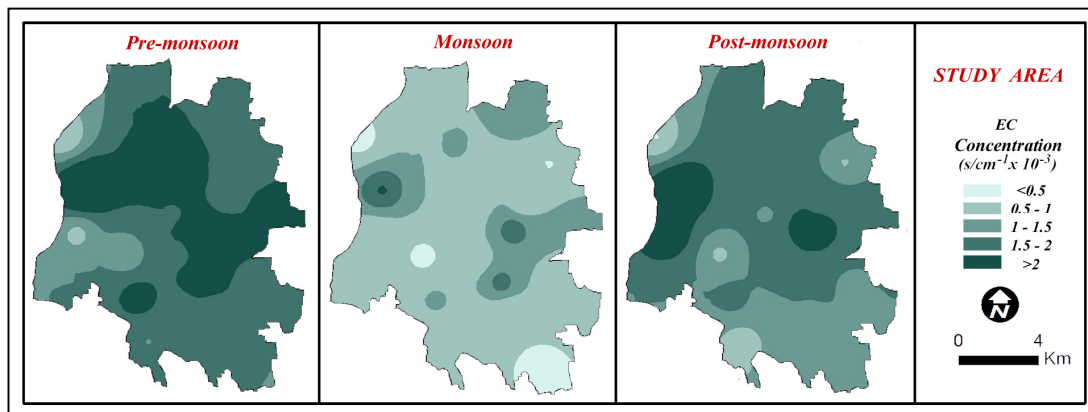 Pre-monsoon
Monsoon
Post-monsoon
STUDY AREA
EC
Concentration
(s/cm⁻¹x 10⁻³)
<0.5
0.5 - 1
1 - 1.5
1.5 - 2
>2
N
0 4
Km